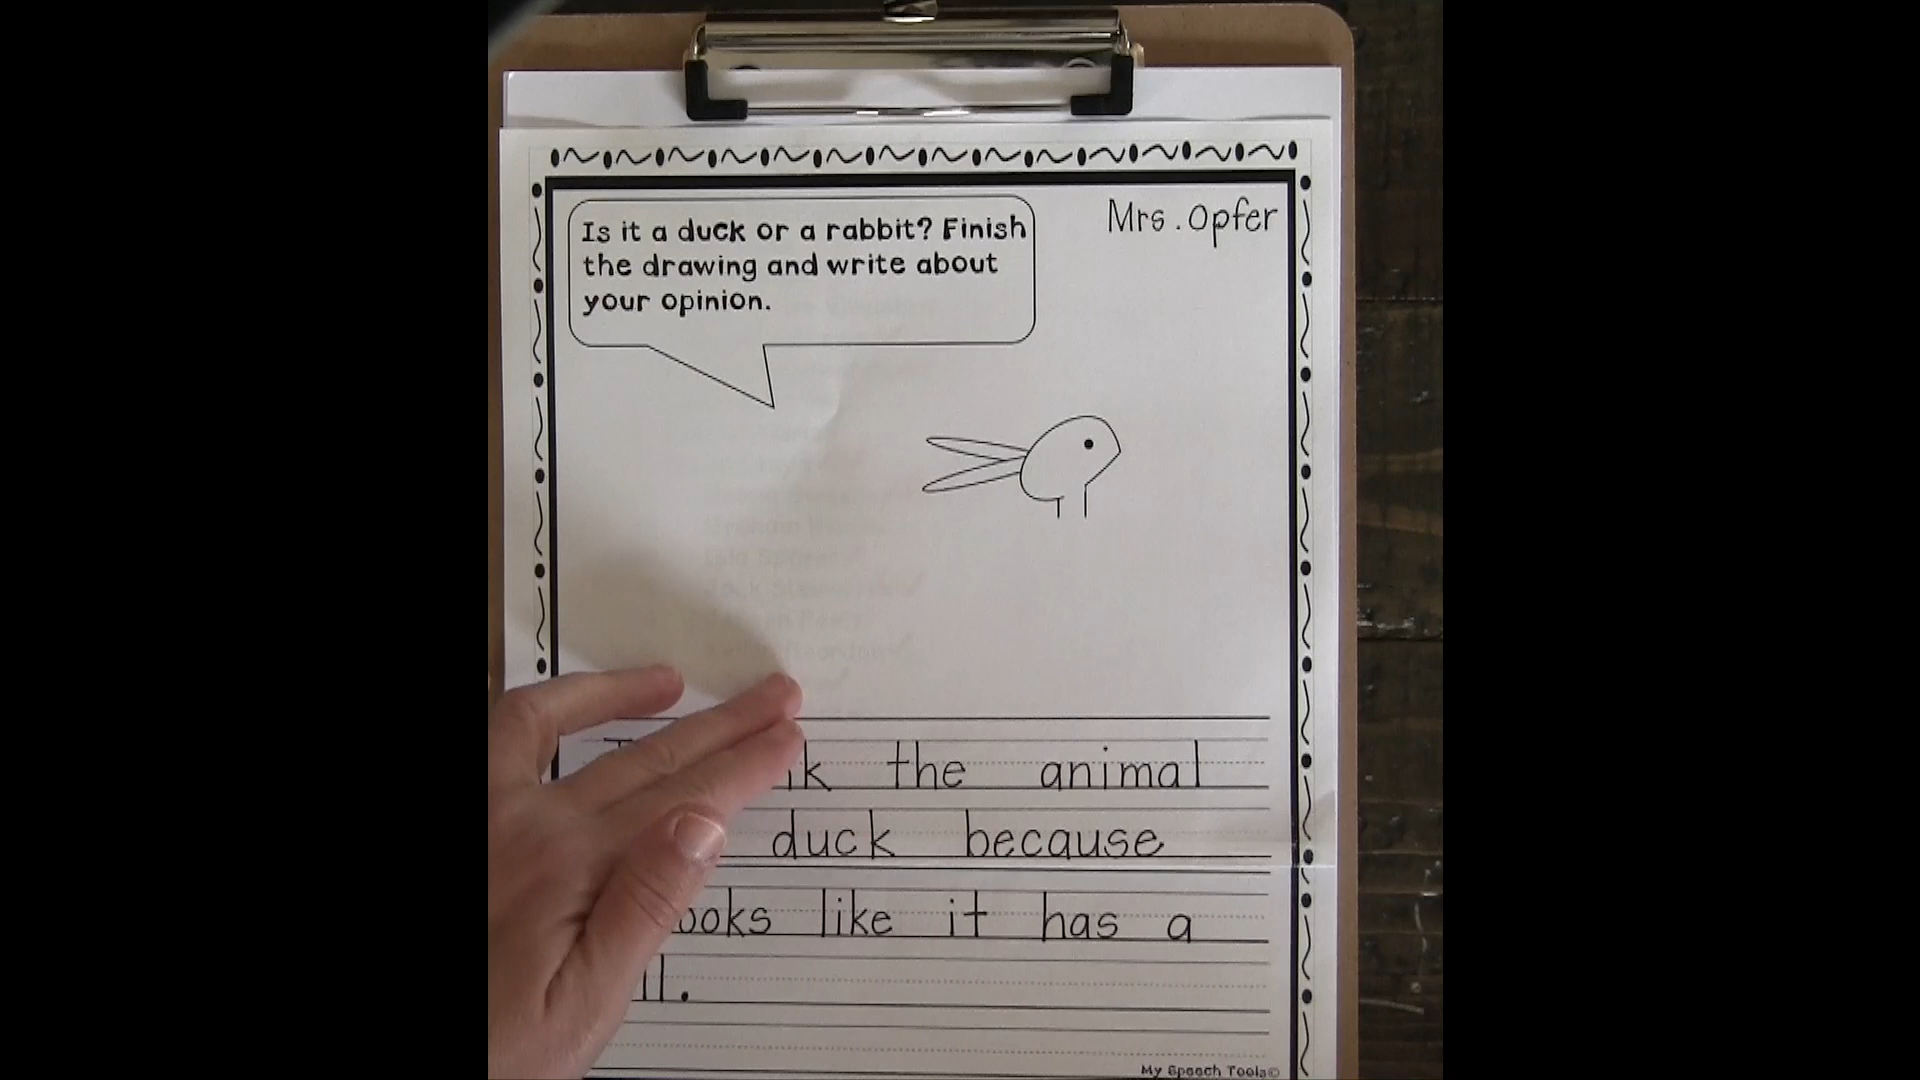 Is it a duck or a rabbit? Finish
the drawing and write about
your opinion.
Mrs. Opfer
the animal
duck because
like it has a
My Speech Tools©